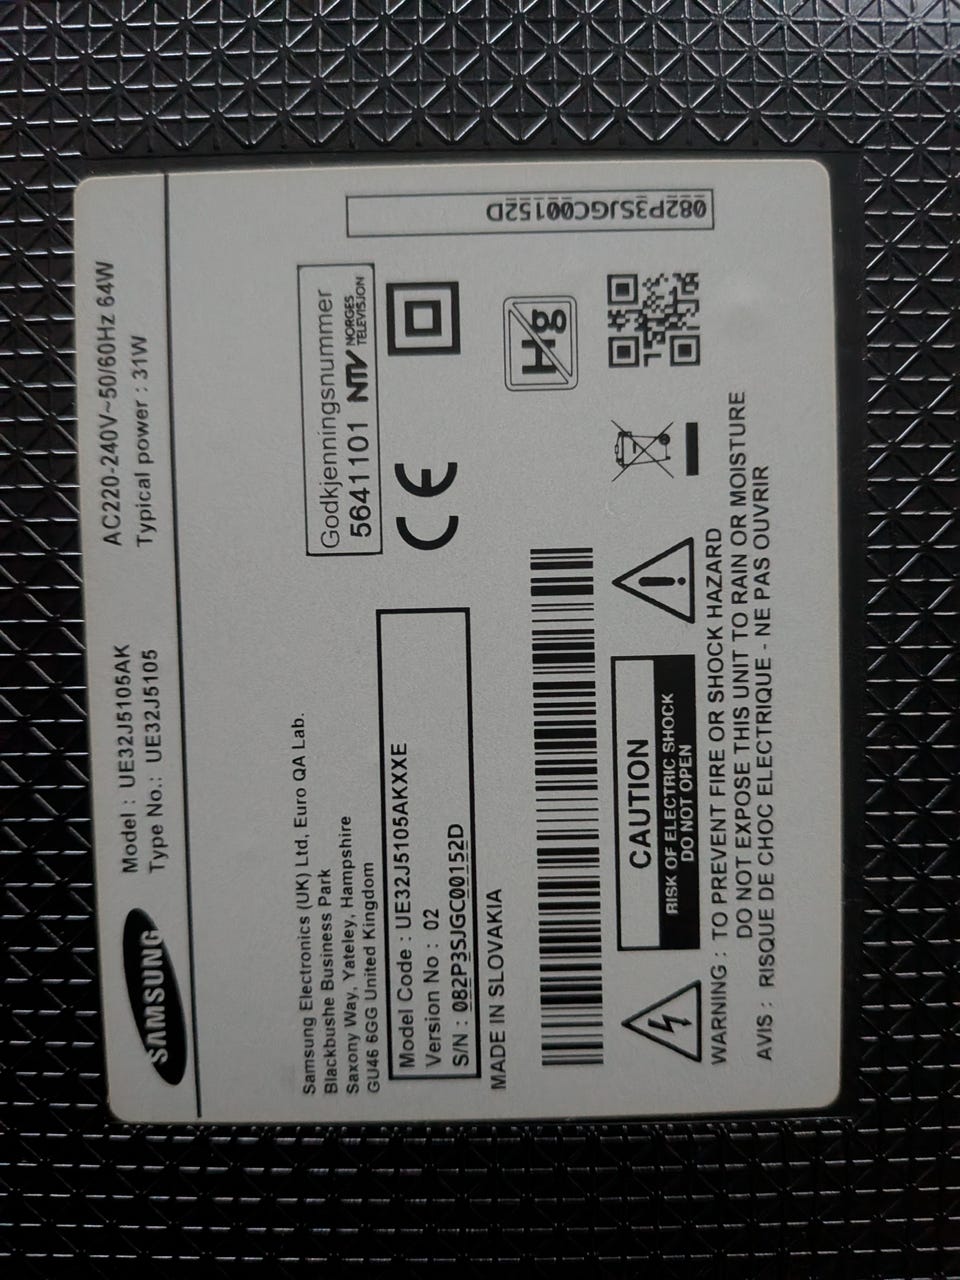 SAMSUNG
Model : UE32J5105AK
Type No.: UE32J5105
AC220-240V~50/60Hz 64W
Typical power : 31W
Samsung Electronics (UK) Ltd, Euro QA Lab.
Blackbushe Business Park
Saxony Way, Yateley, Hampshire
GU46 6GG United Kingdom
Godkjenningsnummer
5641101 NTV NORGES TELEVISJON
Model Code : UE32J5105AKXXE
Version No : 02
S/N : 082P3SJGC00152D
MADE IN SLOVAKIA
CE
Hg
082P3SJGC00152D
CAUTION
RISK OF ELECTRIC SHOCK
DO NOT OPEN
WARNING : TO PREVENT FIRE OR SHOCK HAZARD
DO NOT EXPOSE THIS UNIT TO RAIN OR MOISTURE
AVIS : RISQUE DE CHOC ELECTRIQUE - NE PAS OUVRIR